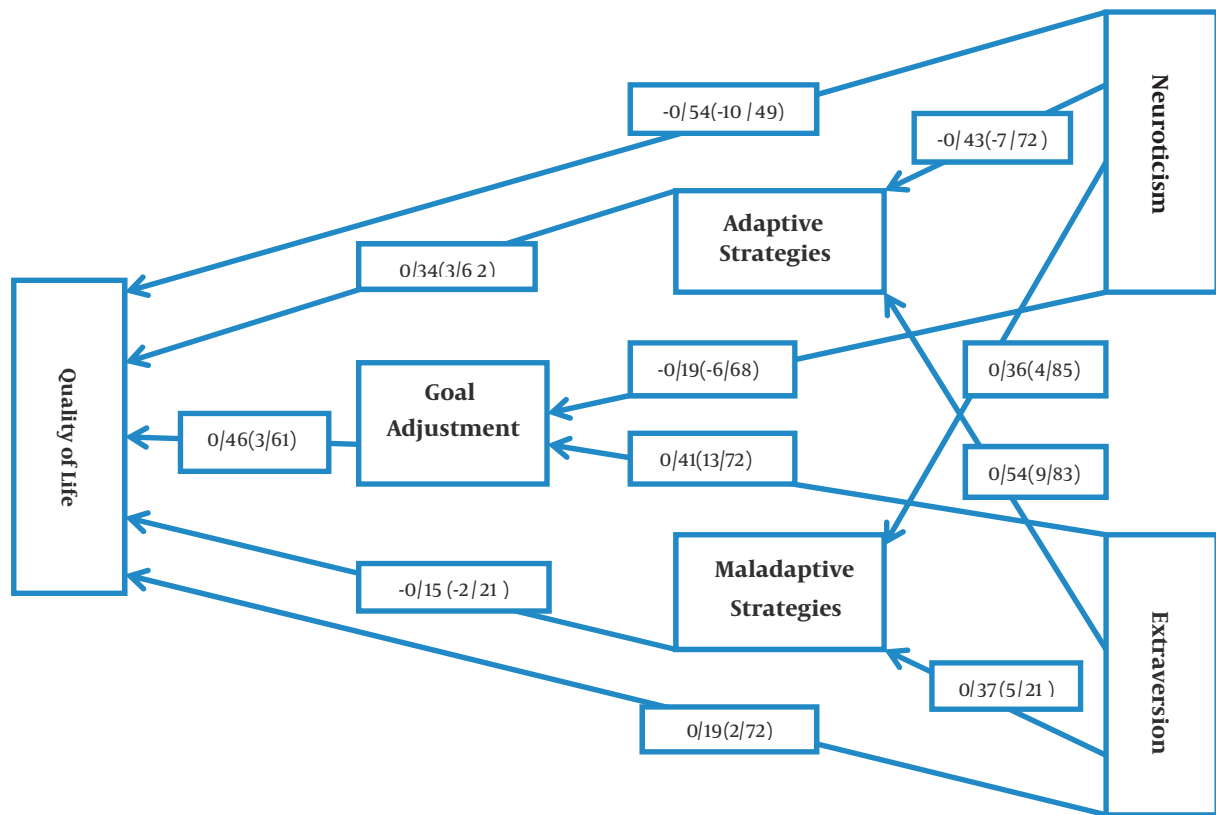 Neuroticism
-0/54(-10 /49)
-0/43(-7/72 )
Adaptive
Strategies
0/34(3/6 2)
Quality of Life
Goal
Adjustment
-0/19(-6/68)
0/36(4/85)
0/46(3/61)
0/41(13/72)
0/54(9/83)
Maladaptive
Strategies
-0/15 (-2/21 )
0/37(5/21 )
Extraversion
0/19(2/72)